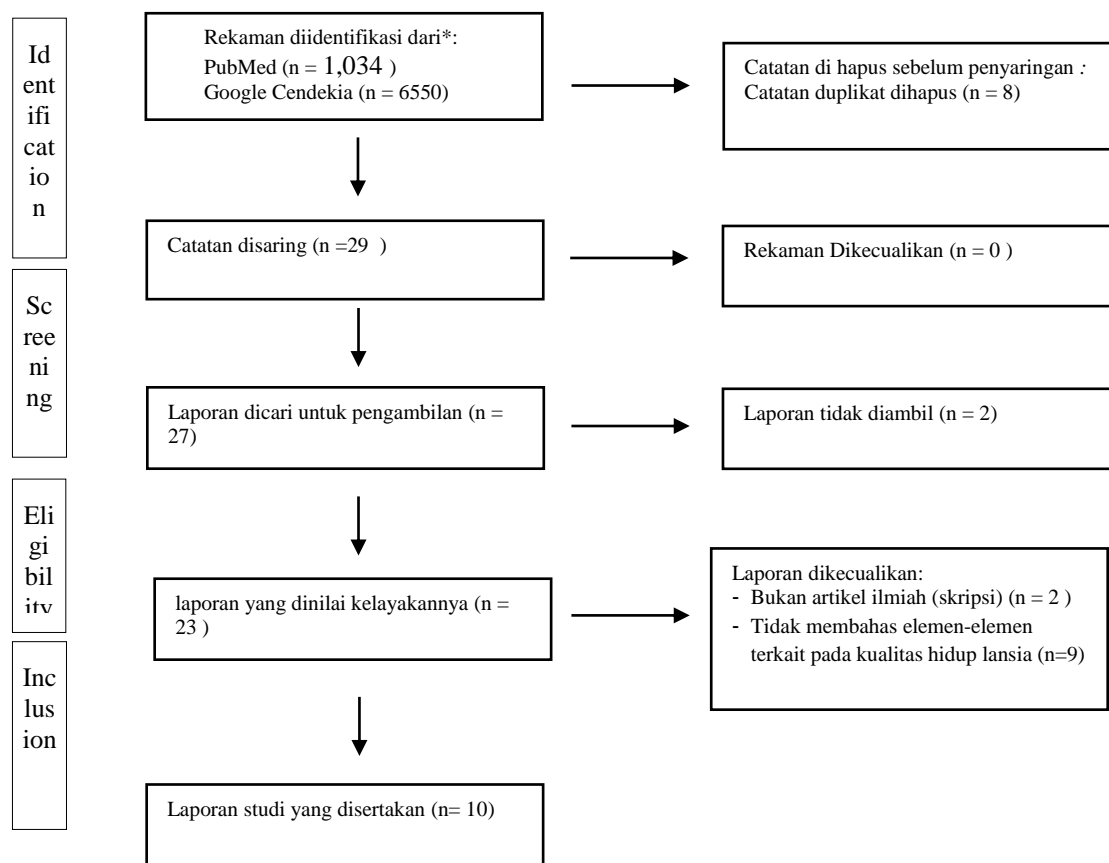 Id
ent
ifi
cat
io
n
Rekaman diidentifikasi dari*:
PubMed (n = 1,034 )
Google Cendekia (n = 6550)
Catatan di hapus sebelum penyaringan :
Catatan duplikat dihapus (n = 8)
Catatan disaring (n =29  )
Rekaman Dikecualikan (n = 0 )
Sc
ree
ni
ng
Laporan dicari untuk pengambilan (n =
27)
Laporan tidak diambil (n = 2)
Eli
gi
bil
ity
laporan yang dinilai kelayakannya (n =
23 )
Laporan dikecualikan:
- Bukan artikel ilmiah (skripsi) (n = 2 )
- Tidak membahas elemen-elemen
terkait pada kualitas hidup lansia (n=9)
Inc
lus
ion
Laporan studi yang disertakan (n= 10)